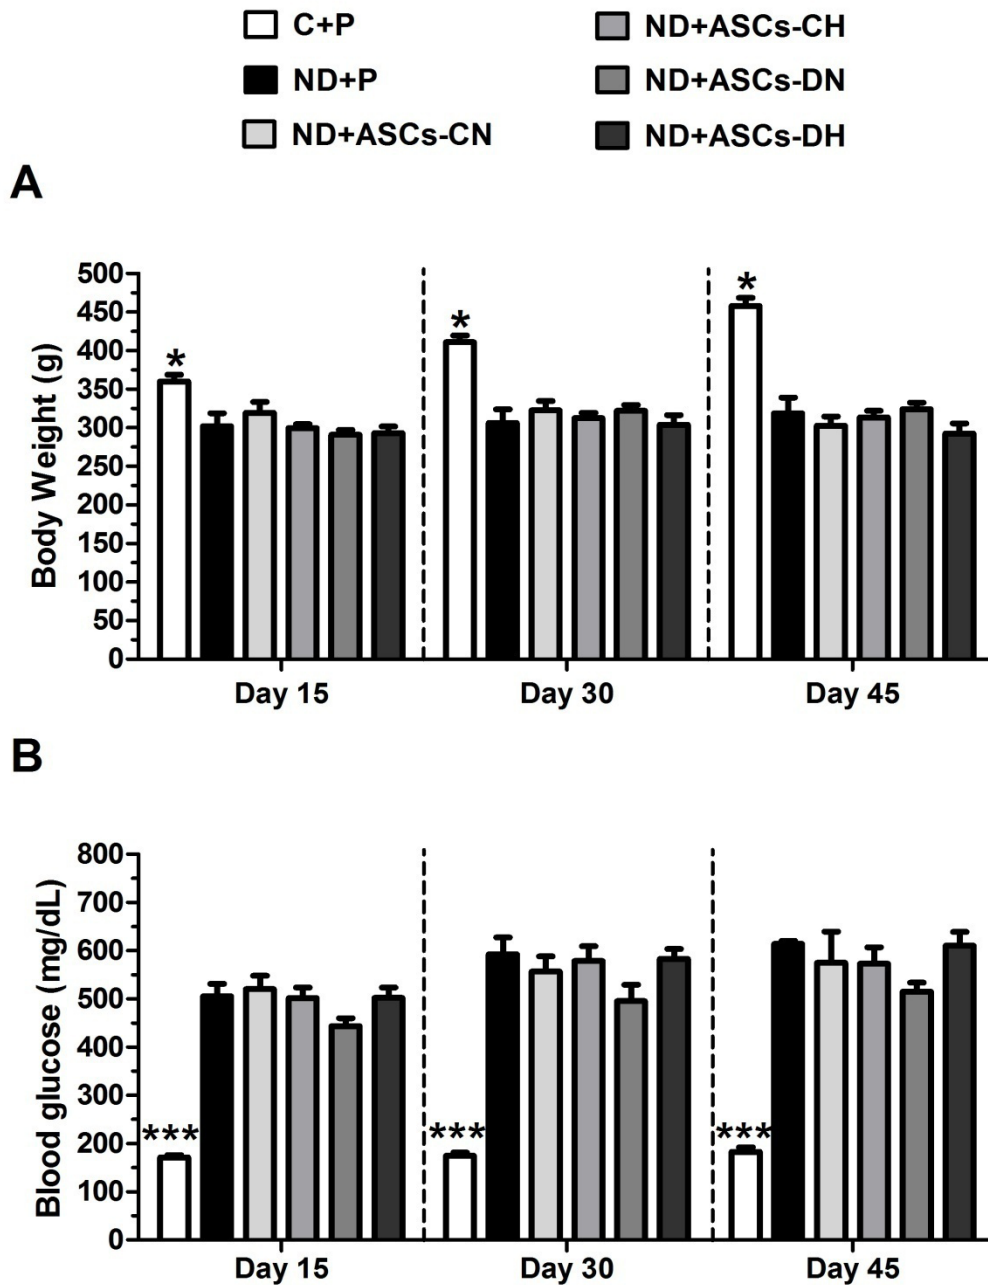 C+P
ND+P
ND+ASCs-CN
ND+ASCs-CH
ND+ASCs-DN
ND+ASCs-DH
A
Body Weight (g)
500
450
400
350
300
250
200
150
100
50
0
*
*
*
Day 15 Day 30 Day 45
B
Blood glucose (mg/dL)
800
700
600
500
400
300
200
100
0
***
***
***
Day 15 Day 30 Day 45